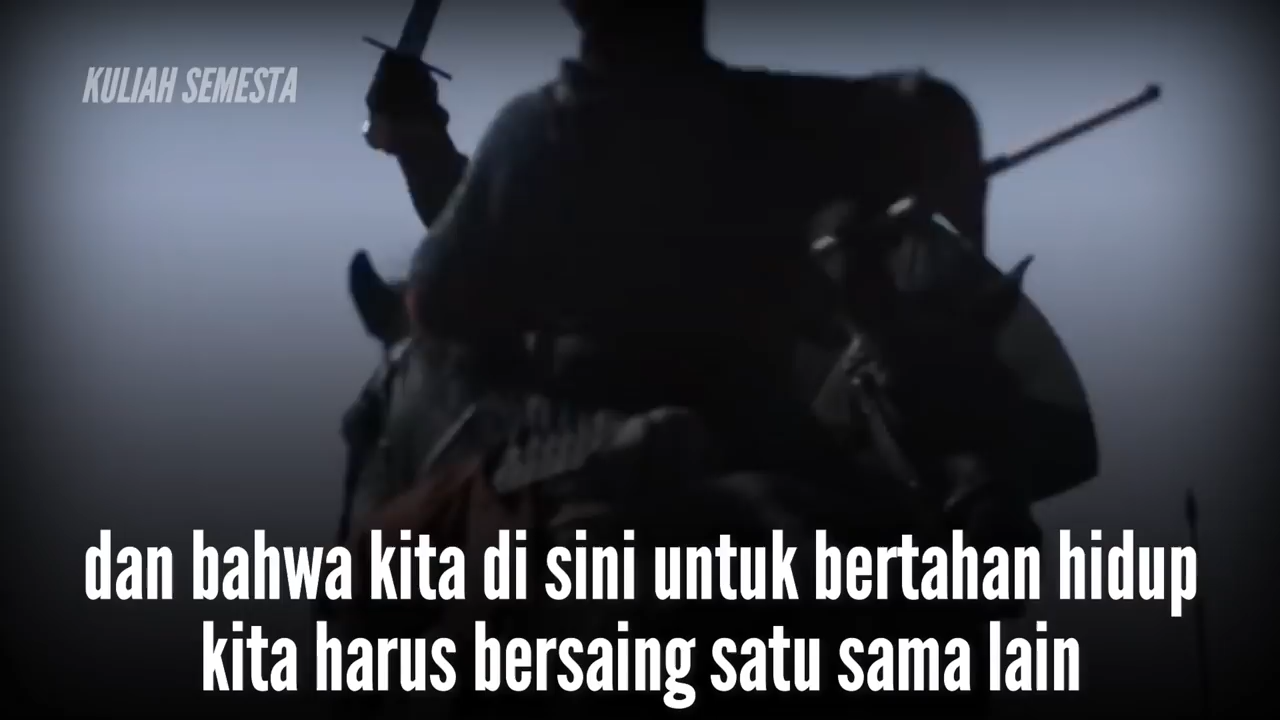 KULIAH SEMESTA
dan bahwa kita di sini untuk bertahan hidup
kita harus bersaing satu sama lain